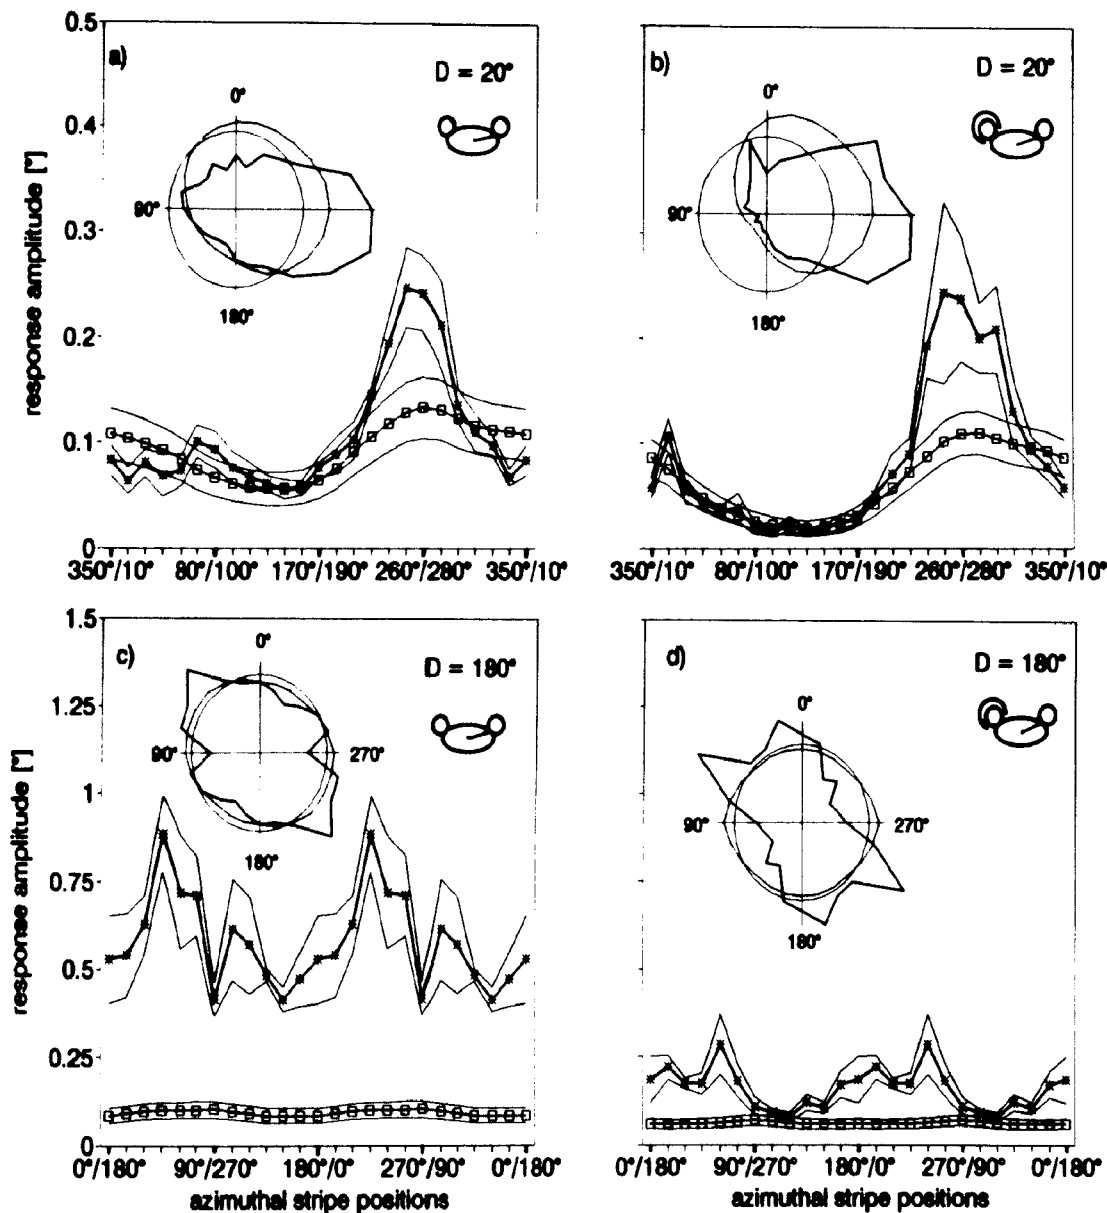 a)
D = 20°
0°
90°
180°
b)
D = 20°
0°
90°
180°
response amplitude [°]
0.5
0.4
0.3
0.2
0.1
0
350°/10° 80°/100° 170°/190° 260°/280° 350°/10°
350°/10° 80°/100° 170°/190° 260°/280° 350°/10°
c)
D = 180°
0°
90°
270°
180°
d)
D = 180°
0°
90°
270°
180°
response amplitude [°]
1.5
1.25
1
0.75
0.5
0.25
0
0°/180° 90°/270° 180°/0° 270°/90° 0°/180°
azimuthal stripe positions
0°/180° 90°/270° 180°/0° 270°/90° 0°/180°
azimuthal stripe positions